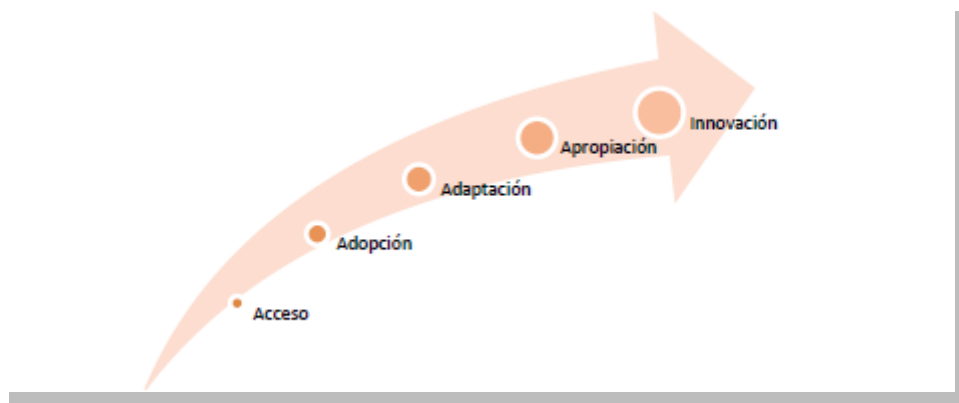 Innovación
Apropiación
Adaptación
Adopción
Acceso